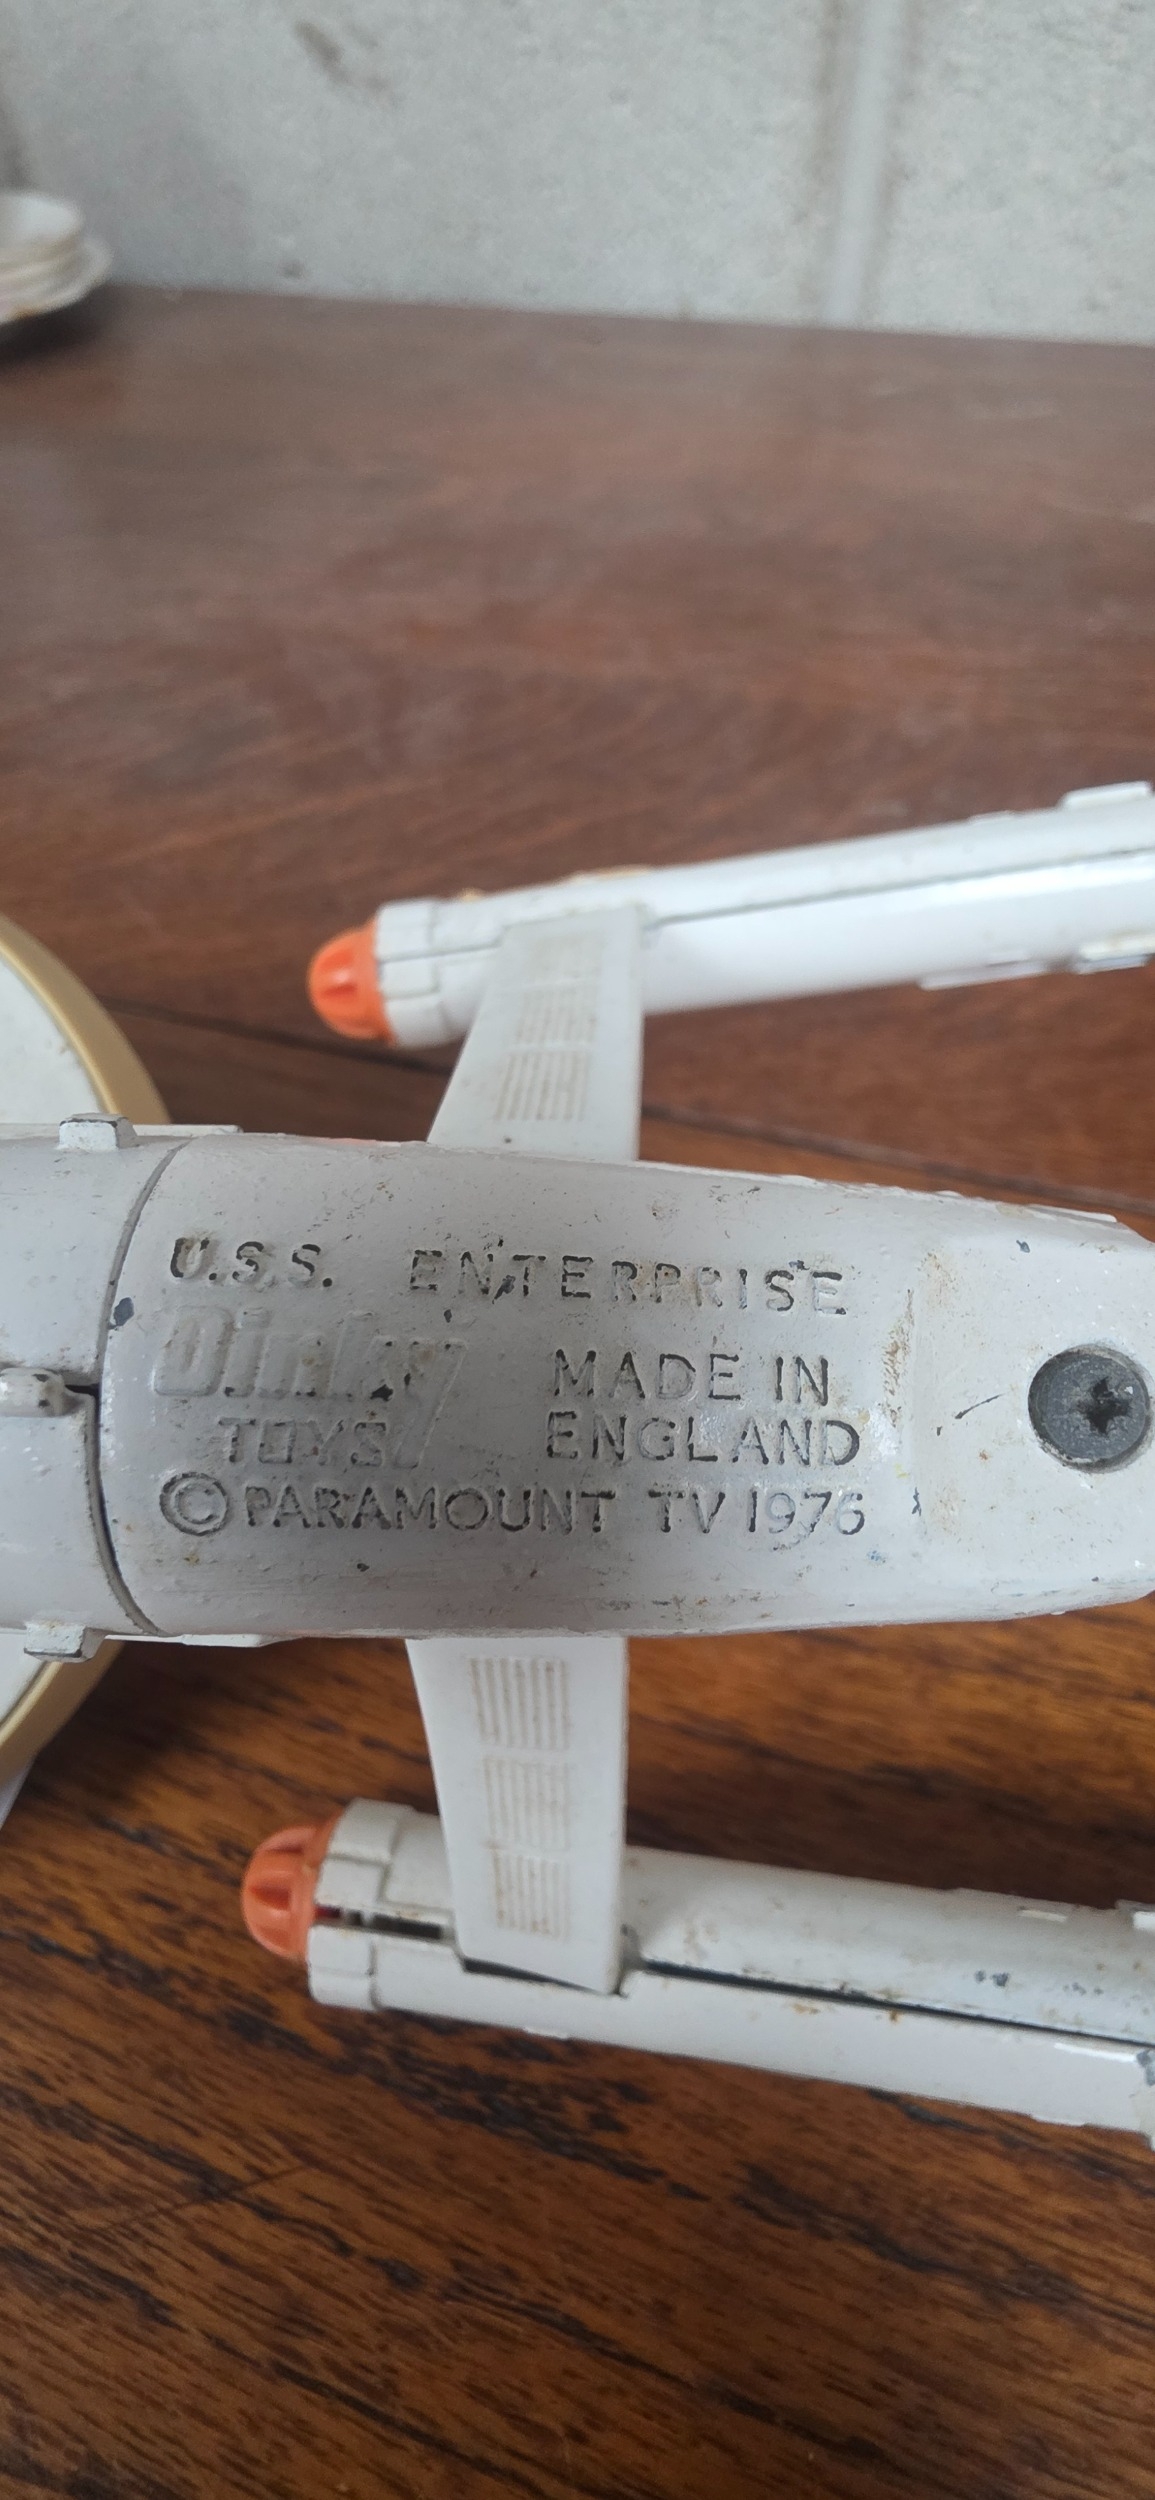 U.S.S. ENTERPRISE
Dinky
TOYS
MADE IN
ENGLAND
© PARAMOUNT TV 1976